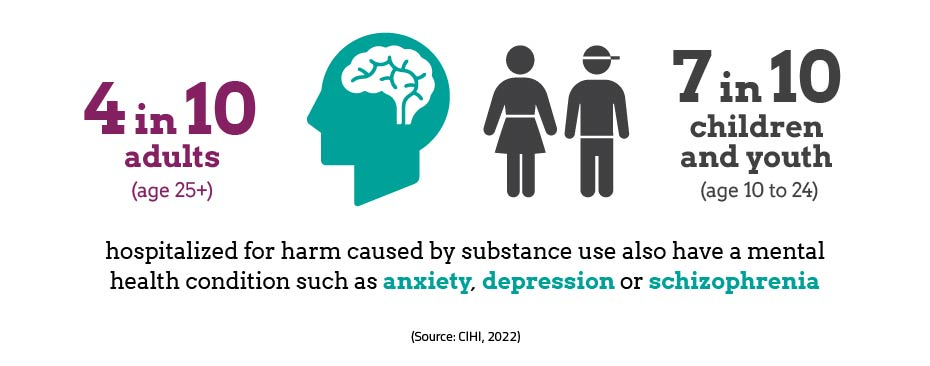 4 in 10
adults
(age 25+)
7 in 10
children
and youth
(age 10 to 24)
hospitalized for harm caused by substance use also have a mental
health condition such as anxiety, depression or schizophrenia
(Source: CIHI, 2022)